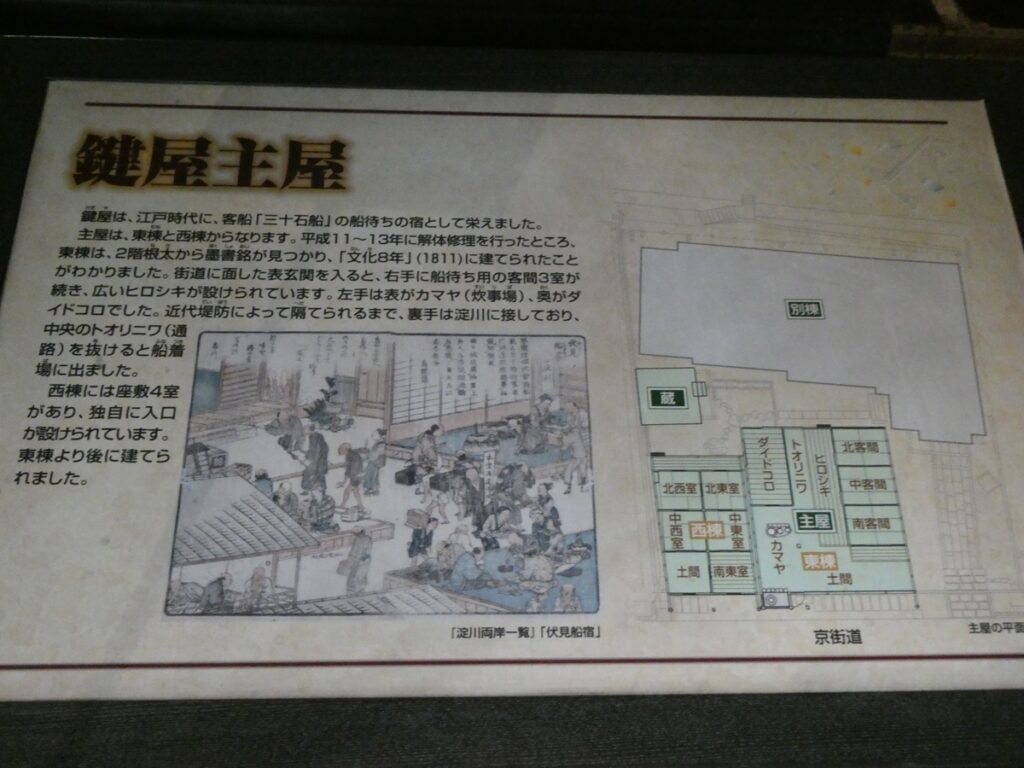 鍵屋主屋
鍵屋は、江戸時代に、客船「三十石船」の船待ちの宿として栄えました。
主屋は、東棟と西棟からなります。平成11〜13年に解体修理を行ったところ、
東棟は、2階根太から墨書銘が見つかり、「文化8年」(1811)に建てられたこと
がわかりました。街道に面した表玄関を入ると、右手に船待ち用の客間3室が
続き、広いヒロシキが設けられています。左手は表がカマヤ(炊事場)、奥がダ
イドコロでした。近代堤防によって隔てられるまで、裏手は淀川に接しており、
中央のトオリニワ(通
路)を抜けると船着
場に出ました。
西棟には座敷4室
があり、独自に入口
が設けられています。
東棟より後に建てら
れました。
伏見
「淀川両岸一覧」「伏見船宿」
別棟
蔵
ダイドコロ
トオリニワ
ヒロシキ
北客間
中客間
南客間
北西室
北東室
中西室
西棟
中東室
主屋
カマヤ
東棟
土間
土間
南東室
京街道
主屋の平面